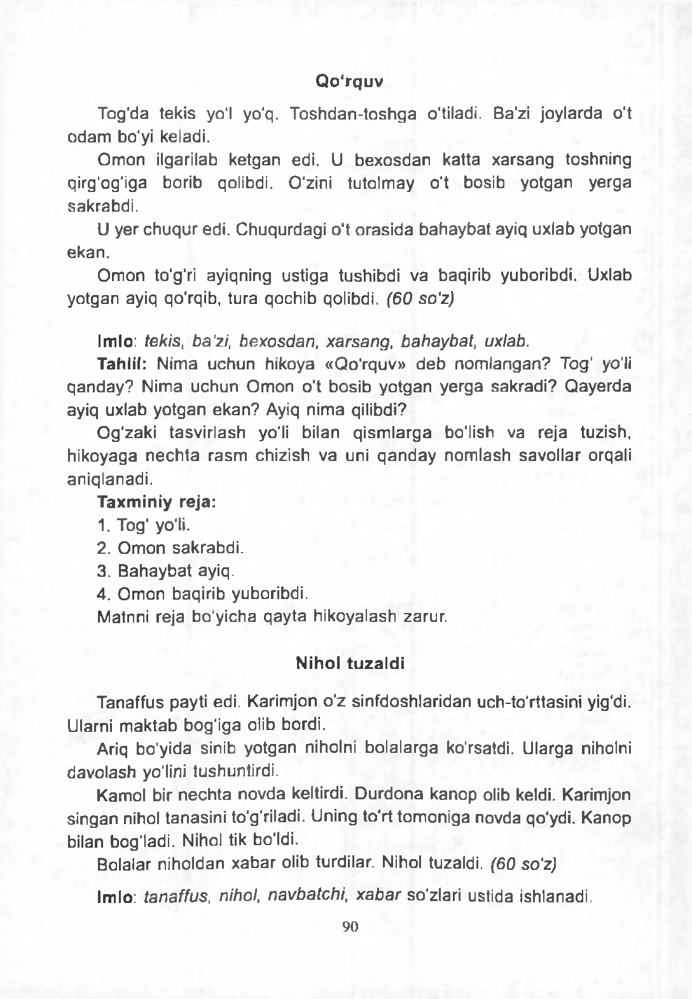 Qo‘rquv
Tog‘da tekis yo‘l yo‘q. Toshdan-toshga o‘tiladi. Ba’zi joylarda o‘t
odam bo‘yi keladi.
Omon ilgarilab ketgan edi. U bexosdan katta xarsang toshning
qirg‘og‘iga borib qolibdi. O‘zini tutolmay o‘t bosib yotgan yerga
sakrabdi.
U yer chuqur edi. Chuqurdagi o‘t orasida bahaybat ayiq uxlab yotgan
ekan.
Omon to‘g‘ri ayiqning ustiga tushibdi va baqirib yuboribdi. Uxlab
yotgan ayiq qo‘rqib, tura qochib qolibdi. (60 so‘z)
Imlo: tekis, ba’zi, bexosdan, xarsang, bahaybat, uxlab.
Tahlil: Nima uchun hikoya «Qo‘rquv» deb nomlangan? Tog‘ yo‘li
qanday? Nima uchun Omon o‘t bosib yotgan yerga sakradi? Qayerda
ayiq uxlab yotgan ekan? Ayiq nima qilibdi?
Og‘zaki tasvirlash yo‘li bilan qismlarga bo‘lish va reja tuzish,
hikoyaga nechta rasm chizish va uni qanday nomlash savollar orqali
aniqlanadi.
Taxminiy reja:
1. Tog‘ yo‘li.
2. Omon sakrabdi.
3. Bahaybat ayiq.
4. Omon baqirib yuboribdi.
Matnni reja bo‘yicha qayta hikoyalash zarur.
Nihol tuzaldi
Tanaffus payti edi. Karimjon o‘z sinfdoshlaridan uch-to‘rttasini yig‘di.
Ularni maktab bog‘iga olib bordi.
Ariq bo‘yida sinib yotgan niholni bolalarga ko‘rsatdi. Ularga niholni
davolash yo‘lini tushuntirdi.
Kamol bir nechta novda keltirdi. Durdona kanop olib keldi. Karimjon
singan nihol tanasini to‘g‘riladi. Uning to‘rt tomoniga novda qo‘ydi. Kanop
bilan bog‘ladi. Nihol tik bo‘ldi.
Bolalar niholdan xabar olib turdilar. Nihol tuzaldi. (60 so‘z)
Imlo: tanaffus, nihol, navbatchi, xabar so‘zlari ustida ishlanadi.
90